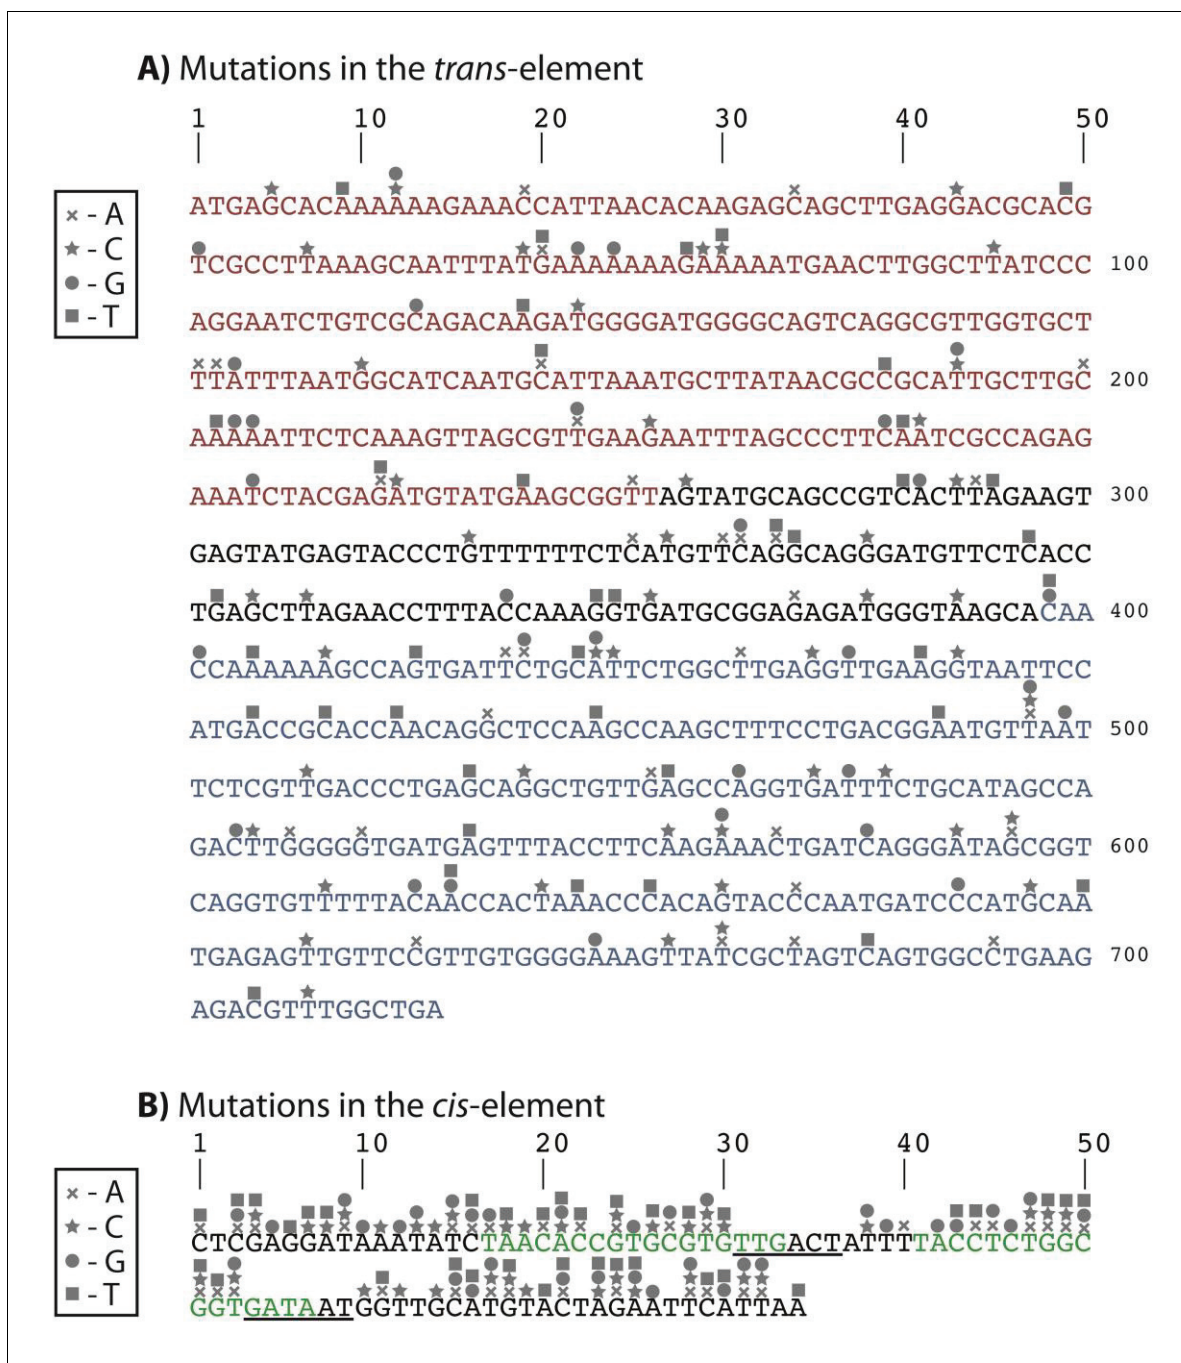 A) Mutations in the trans-element
1 10 20 30 40 50
- A
- C
- G
- T
ATGAGCACAAAAAAGAAACCATTAACACAAGAGCAGCTTGAGGACGCACG
TCGCCTTAAAGCAATTTATGAAAAAAAGAAAAATGAACTTGGCTTATCCC 100
AGGAATCTGTCGCAGACAAGATGGGGATGGGGCAGTCAGGCGTTGGTGCT
TTATTTAATGGCATCAATGCATTAAATGCTTATAACGCCGCATTGCTTGC 200
AAAAATTCTCAAAGTTAGCGTTGAAGAATTTAGCCCTTCAATCGCCAGAG
AAATCTACGAGATGTATGAAGCGGTTAGTATGCAGCCGTCACTTAGAAGT 300
GAGTATGAGTACCCTGTTTTTTCTCATGTTCAGGCAGGGATGTTCTCACC
TGAGCTTAGAACCTTTACCAAAGGTGATGCGGAGAGATGGGTAAGCACAA 400
CCAAAAAAGCCAGTGATTCTGCATTCTGGCTTGAGGTTGAAGGTAATTCC
ATGACCGCACCAACAGGCTCCAAGCCAAGCTTTCCTGACGGAATGTTAAT 500
TCTCGTTGACCCTGAGCAGGCTGTTGAGCCAGGTGATTTCTGCATAGCCA
GACTTGGGGGTGATGAGTTTACCTTCAAGAAACTGATCAGGGATAGCGGT 600
CAGGTGTTTTTACAACCACTAAACCCACAGTACCCAATGATCCCATGCAA
TGAGAGTTGTTCCGTTGTGGGGAAAGTTATCGCTAGTCAGTGGCCTGAAG 700
AGACGTTTGGCTGA
B) Mutations in the cis-element
1 10 20 30 40 50
- A
- C
- G
- T
CTCGAGGATAAATATCTAACACCGTGCGTGTTGACTATTTTACCTCTGGC
GGTGATAATGGTTGCATGTACTAGAATTCATTAA